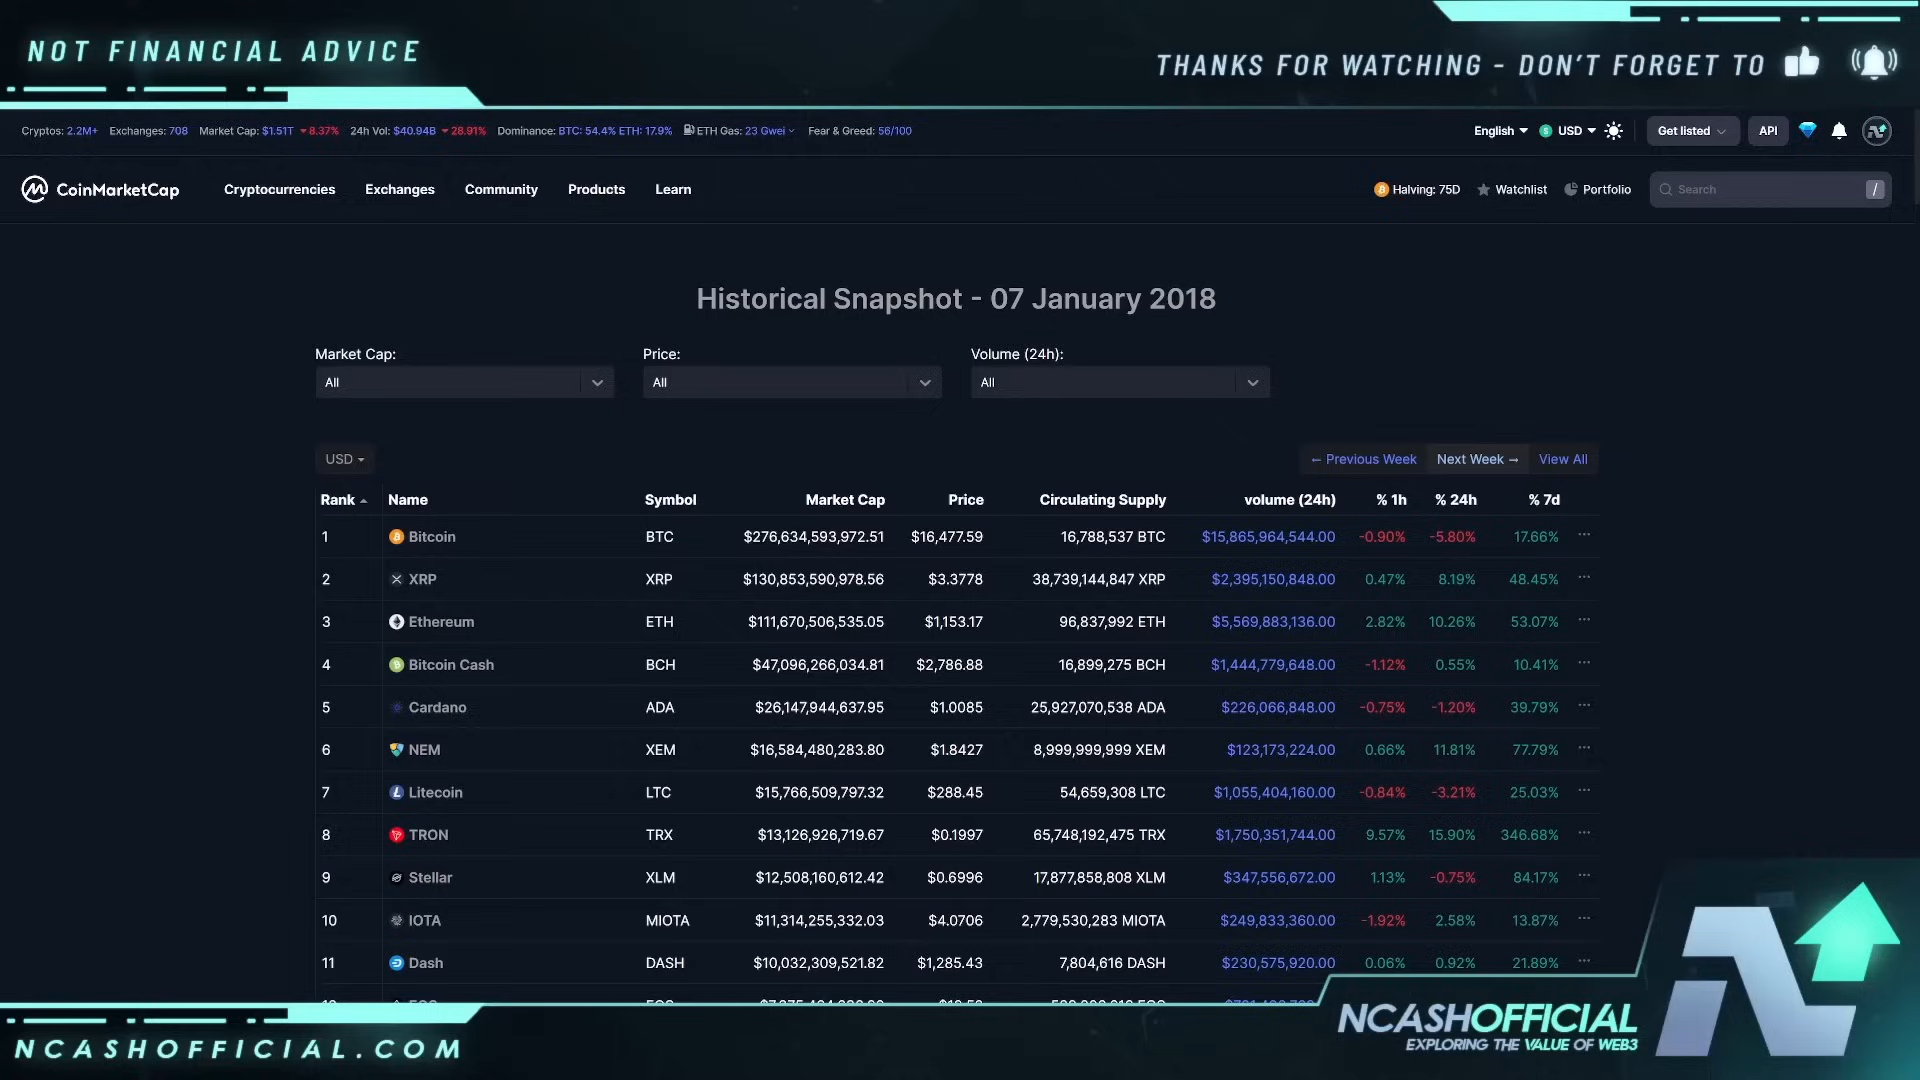 NOT FINANCIAL ADVICE
THANKS FOR WATCHING - DON'T FORGET TO
Cryptos: 2.2M+ Exchanges: 708 Market Cap: $1.51T 8.37% 24h Vol: $40.94B 28.91% Dominance: BTC: 54.4% ETH: 17.9% ETH Gas: 23 Gwei Fear & Greed: 56/100
English USD Get listed API
CoinMarketCap Cryptocurrencies Exchanges Community Products Learn
Halving: 75D Watchlist Portfolio Search /
Historical Snapshot - 07 January 2018
Market Cap: Price: Volume (24h):
All All All
USD ← Previous Week Next Week → View All
Rank Name Symbol Market Cap Price Circulating Supply volume (24h) % 1h % 24h % 7d
1 Bitcoin BTC $276,634,593,972.51 $16,477.59 16,788,537 BTC $15,865,964,544.00 -0.90% -5.80% 17.66% ...
2 XRP XRP $130,853,590,978.56 $3.3778 38,739,144,847 XRP $2,395,150,848.00 0.47% 8.19% 48.45% ...
3 Ethereum ETH $111,670,506,535.05 $1,153.17 96,837,992 ETH $5,569,883,136.00 2.82% 10.26% 53.07% ...
4 Bitcoin Cash BCH $47,096,266,034.81 $2,786.88 16,899,275 BCH $1,444,779,648.00 -1.12% 0.55% 10.41% ...
5 Cardano ADA $26,147,944,637.95 $1.0085 25,927,070,538 ADA $226,066,848.00 -0.75% -1.20% 39.79% ...
6 NEM XEM $16,584,480,283.80 $1.8427 8,999,999,999 XEM $123,173,224.00 0.66% 11.81% 77.79% ...
7 Litecoin LTC $15,766,509,797.32 $288.45 54,659,308 LTC $1,055,404,160.00 -0.84% -3.21% 25.03% ...
8 TRON TRX $13,126,926,719.67 $0.1997 65,748,192,475 TRX $1,750,351,744.00 9.57% 15.90% 346.68% ...
9 Stellar XLM $12,508,160,612.42 $0.6996 17,877,858,808 XLM $347,556,672.00 1.13% -0.75% 84.17% ...
10 IOTA MIOTA $11,314,255,332.03 $4.0706 2,779,530,283 MIOTA $249,833,360.00 -1.92% 2.58% 13.87% ...
11 Dash DASH $10,032,309,521.82 $1,285.43 7,804,616 DASH $230,575,920.00 0.06% 0.92% 21.89% ...
NCASHOFFICIAL
EXPLORING THE VALUE OF WEB3
NCASHOFFICIAL.COM